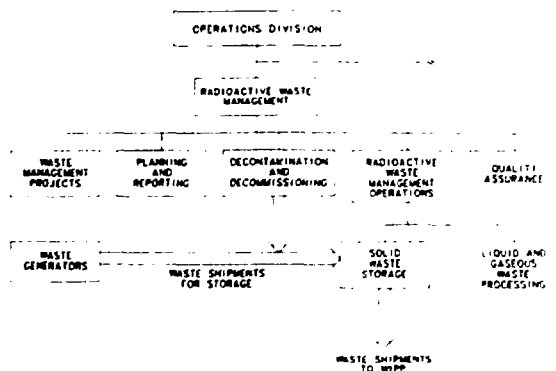 OPERATIONS DIVISION
RADIOACTIVE WASTE
MANAGEMENT
WASTE
MANAGEMENT
PROJECTS
PLANNING
AND
REPORTING
DECONTAMINATION
AND
DECOMMISSIONING
RADIOACTIVE
WASTE
MANAGEMENT
OPERATIONS
QUALITY
ASSURANCE
WASTE
GENERATORS
WASTE SHIPMENTS
FOR STORAGE
SOLID
WASTE
STORAGE
LIQUID AND
GASEOUS
WASTE
PROCESSING
WASTE SHIPMENTS
TO WIPP